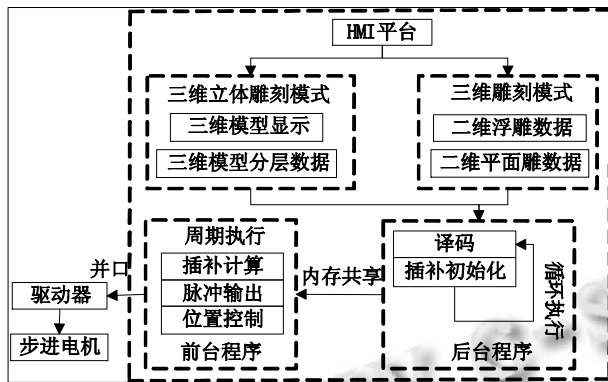 HMI平台
三维立体雕刻模式
三维模型显示
三维模型分层数据
三维雕刻模式
二维浮雕数据
二维平面雕数据
周期执行
插补计算
脉冲输出
位置控制
前台程序
内存共享
译码
插补初始化
循环执行
后台程序
并口
驱动器
步进电机